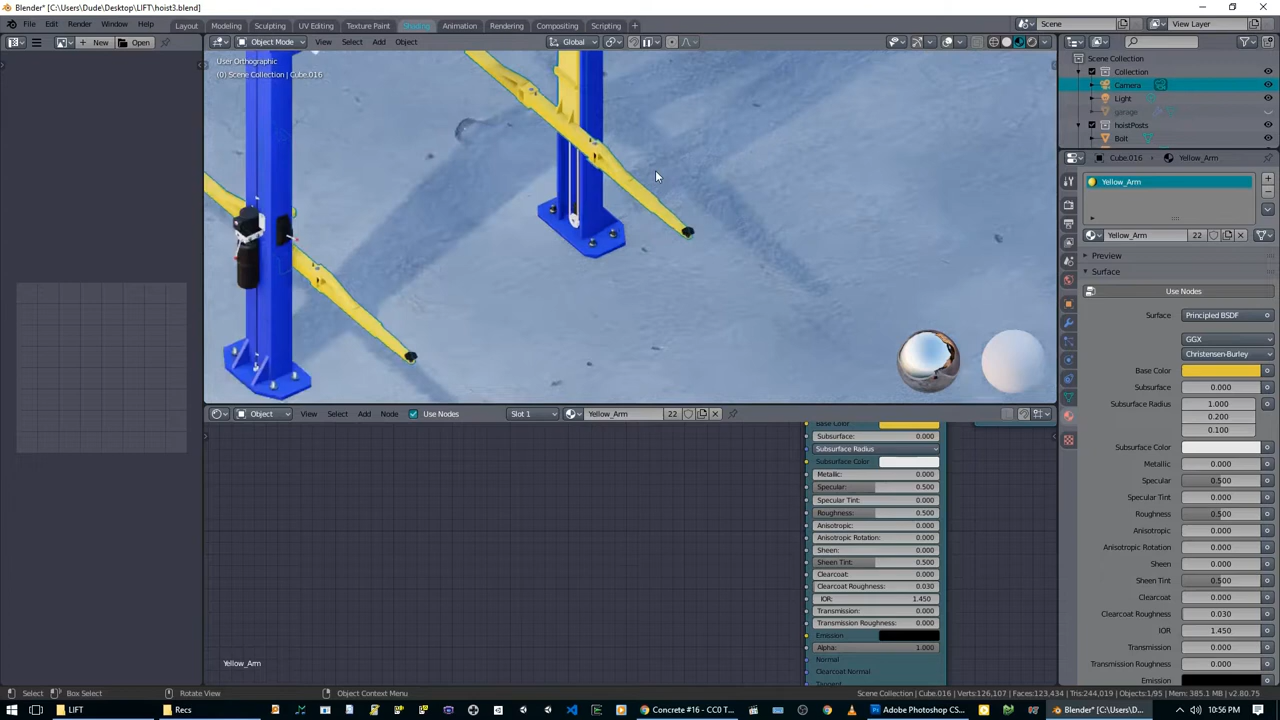 Blender* [C:\Users\Dude\Desktop\LIFT\hoist3.blend]
File Edit Render Window Help Layout Modeling Sculpting UV Editing Texture Paint Shading Animation Rendering Compositing Scripting + Scene View Layer
New Open Object Mode View Select Add Object Global
User Orthographic
(0) Scene Collection | Cube.016
Scene Collection
Collection
Camera
Light
garage
hoistPosts
Bolt
Cube.016 Yellow_Arm
Yellow_Arm
Yellow_Arm 22
Preview
Surface
Use Nodes
Surface: Principled BSDF
GGX
Christensen-Burley
Base Color
Subsurface 0.000
Subsurface Radius 1.000
0.200
0.100
Subsurface Color
Metallic 0.000
Specular 0.500
Specular Tint 0.000
Roughness 0.500
Anisotropic 0.000
Anisotropic Rotation 0.000
Sheen 0.000
Sheen Tint 0.500
Clearcoat 0.000
Clearcoat Roughness 0.030
IOR 1.450
Transmission 0.000
Transmission Roughness 0.000
Emission
Object View Select Add Node Use Nodes Slot 1 Yellow_Arm 22
Base Color
Subsurface: 0.000
Subsurface Radius
Subsurface Color
Metallic: 0.000
Specular: 0.500
Specular Tint: 0.000
Roughness: 0.500
Anisotropic: 0.000
Anisotropic Rotation: 0.000
Sheen: 0.000
Sheen Tint: 0.500
Clearcoat: 0.000
Clearcoat Roughness: 0.030
IOR: 1.450
Transmission: 0.000
Transmission Roughness: 0.000
Emission
Alpha: 1.000
Normal
Clearcoat Normal
Tangent
Yellow_Arm
Select Box Select Rotate View Object Context Menu Scene Collection | Cube.016 | Verts:126,107 | Faces:123,434 | Tris:244,019 | Objects:1/95 | Mem: 385.1 MB | v2.80.75
LIFT Recs Concrete #16 - CC0 T... Adobe Photoshop CS... Blender* [C:\Users\D... 10:56 PM